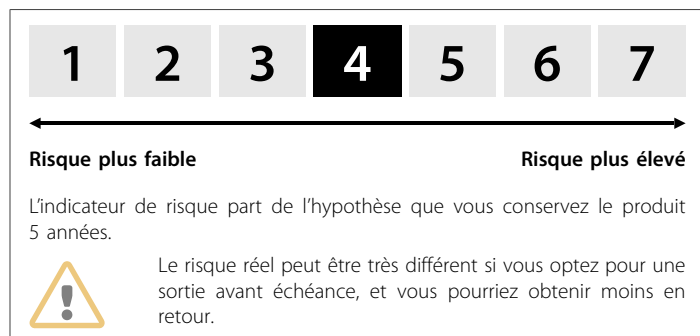 1 2 3 4 5 6 7
Risque plus faible Risque plus élevé
L'indicateur de risque part de l'hypothèse que vous conservez le produit
5 années.
Le risque réel peut être très différent si vous optez pour une
sortie avant échéance, et vous pourriez obtenir moins en
retour.